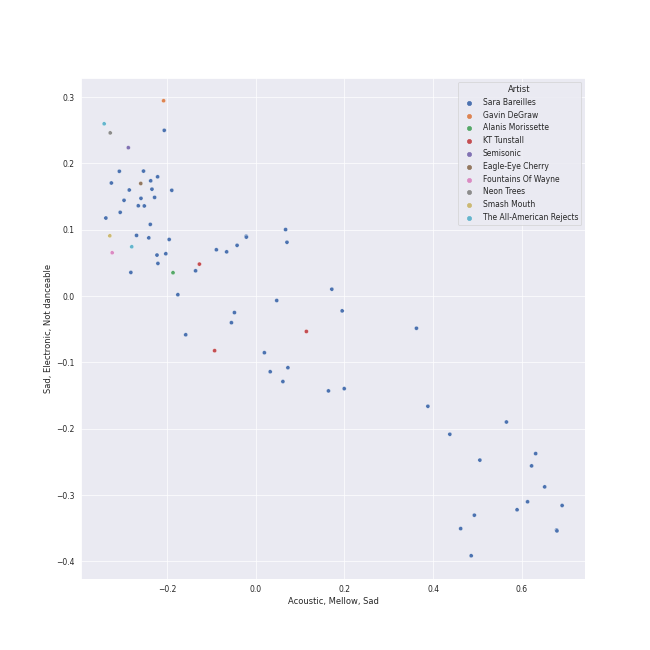 Artist
Sara Bareilles
Gavin DeGraw
Alanis Morissette
KT Tunstall
Semisonic
Eagle-Eye Cherry
Fountains Of Wayne
Neon Trees
Smash Mouth
The All-American Rejects
0.3
0.2
0.1
0.0
−0.1
−0.2
−0.3
−0.4
Sad, Electronic, Not danceable
−0.2
0.0
0.2
0.4
0.6
Acoustic, Mellow, Sad